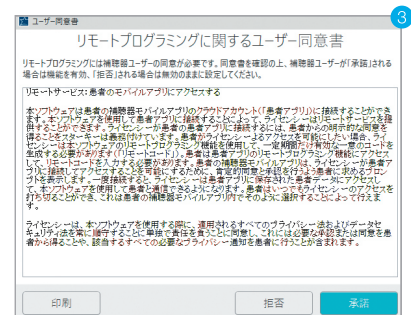 3
ユーザー同意書
リモートプログラミングに関するユーザー同意書
リモートプログラミングには補聴器ユーザーの同意が必要です。同意書を確認の上、補聴器ユーザーが「承諾」される
場合は機能を有効、「拒否」される場合は無効のままに設定してください。
リモートサービス：患者のモバイルアプリにアクセスする
本ソフトウェアは患者の補聴器モバイルアプリのクラウドアカウント（「患者アプリ」）に接続することができ
ます。本ソフトウェアを使用して患者アプリに接続することによって、ライセンシーはリモートサービスを提
供することができます。ライセンシーが患者の患者アプリに接続するには、患者からの明示的な同意を
得ることをスターキーは義務付けています。患者がライセンシーよるアクセスを可能にしたい場合、ライ
センシーは本ソフトウェアのリモートプログラミング機能を使用して、一定期間だけ有効な一意のコードを
生成する必要があります（「リモートコード」）。患者は患者アプリのリモートプログラミング機能にアクセス
して、リモートコードを入力する必要があります。患者の補聴器モバイルアプリは、ライセンシーが患者ア
プリに接続してアクセスすることを可能にするために、肯定的同意と承認を行うよう患者に求めるプロン
プトを表示します。一度接続すると、ライセンシーは患者アプリに保存された患者データにアクセスし
て、本ソフトウェアを使用して患者と通信できるようになります。患者はいつでもライセンシーのアクセスを
打ち切ることができ、これは患者の補聴器モバイルアプリ内でそのように選択することによって行えま
す。
ライセンシーは、本ソフトウェアを使用する際に、適用されるすべてのプライバシー法およびデータセ
キュリティ法を常に順守することに単独で責任を負うことに同意し、これには必要な承認または同意を患
者から得ることや、該当するすべての必要なプライバシー通知を患者に行うことが含まれます。
印刷
拒否
承諾